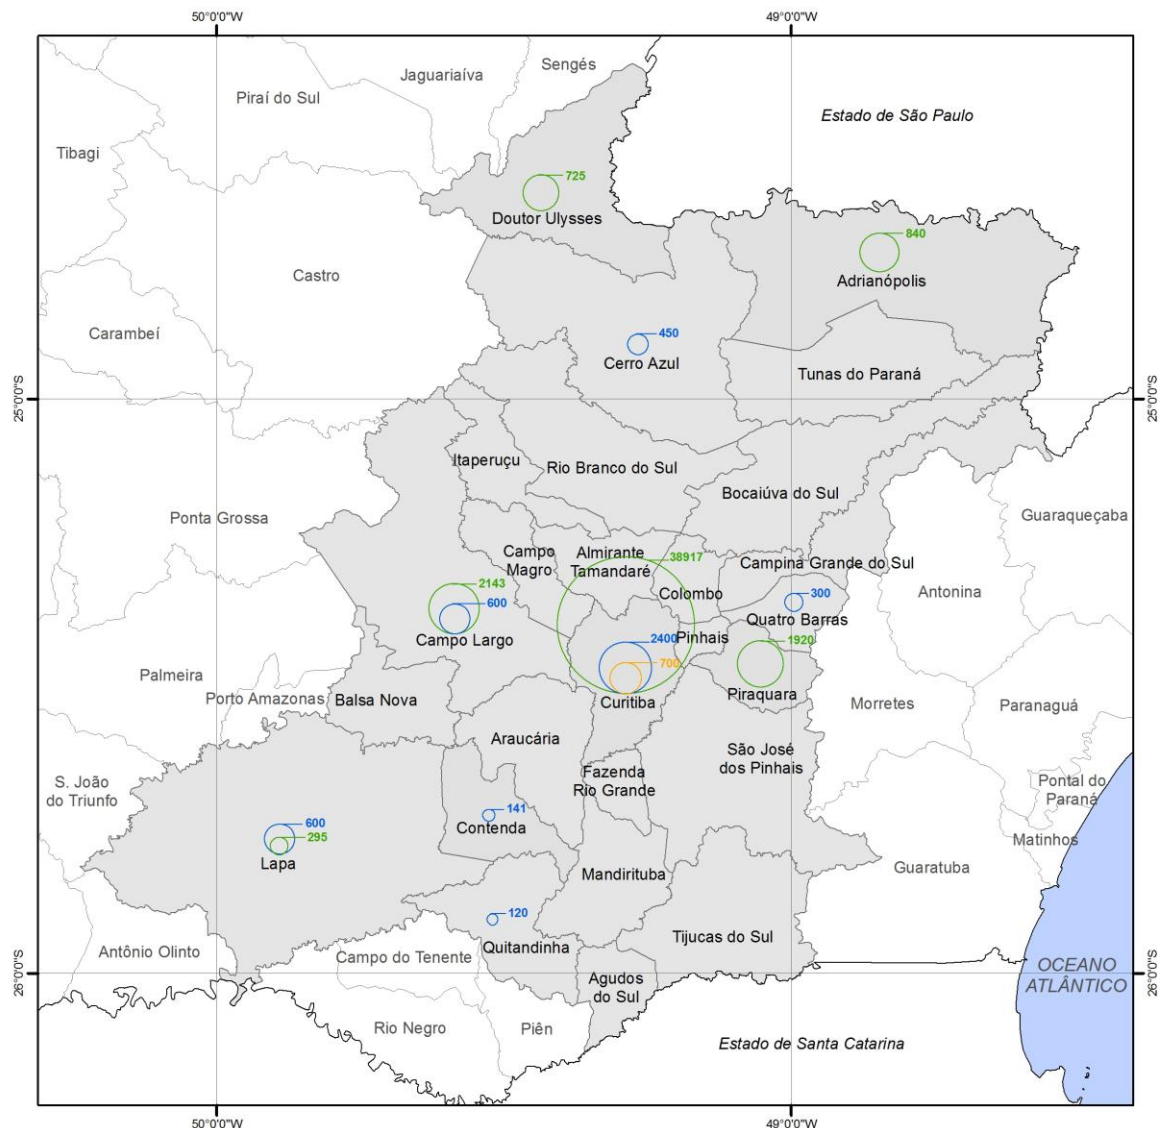 50°0'0"W
49°0'0"W
Sengés
Jaguariaíva
Piraí do Sul
Estado de São Paulo
Tibagi
725
Doutor Ulysses
840
Castro
Adrianópolis
Carambeí
450
Cerro Azul
Tunas do Paraná
25°0'0"S
25°0'0"S
Itaperuçu
Rio Branco do Sul
Bocaiúva do Sul
Ponta Grossa
Guaraqueçaba
Campo
Magro
Almirante
Tamandaré
38917
Campina Grande do Sul
2143
Colombo
Antonina
600
300
Quatro Barras
Campo Largo
2400
Pinhais
1920
700
Palmeira
Porto Amazonas
Balsa Nova
Curitiba
Piraquara
Morretes
Paranaguá
Araucária
São José
dos Pinhais
S. João
do Triunfo
Fazenda
Rio Grande
Pontal do
Paraná
141
Contenda
600
295
Lapa
Matinhos
Mandirituba
Guaratuba
120
Quitandinha
Tijucas do Sul
Antônio Olinto
Campo do Tenente
Agudos
do Sul
OCEANO
ATLÂNTICO
26°0'0"S
26°0'0"S
Rio Negro
Piên
Estado de Santa Catarina
50°0'0"W
49°0'0"W